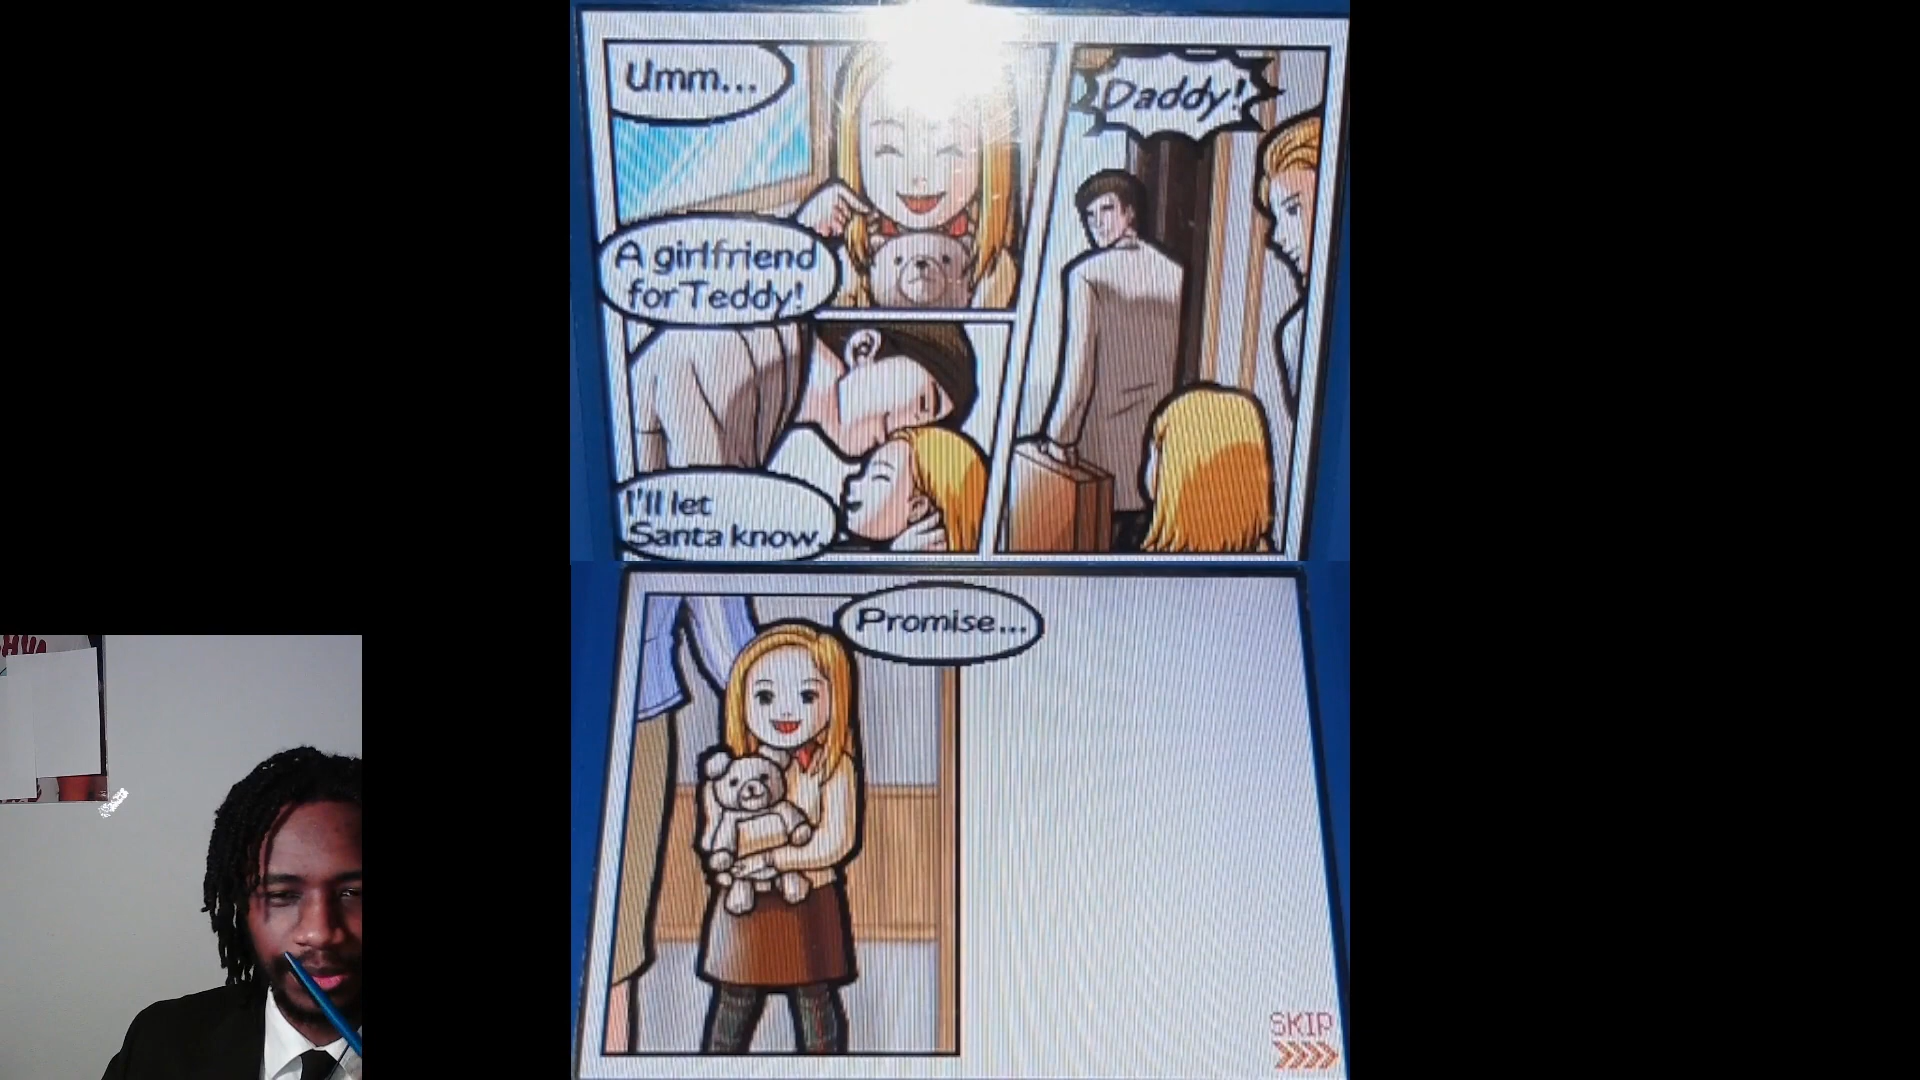 Umm...
A girlfriend
for Teddy!
I'll let
Santa know.
Daddy!
Promise...
SKIP